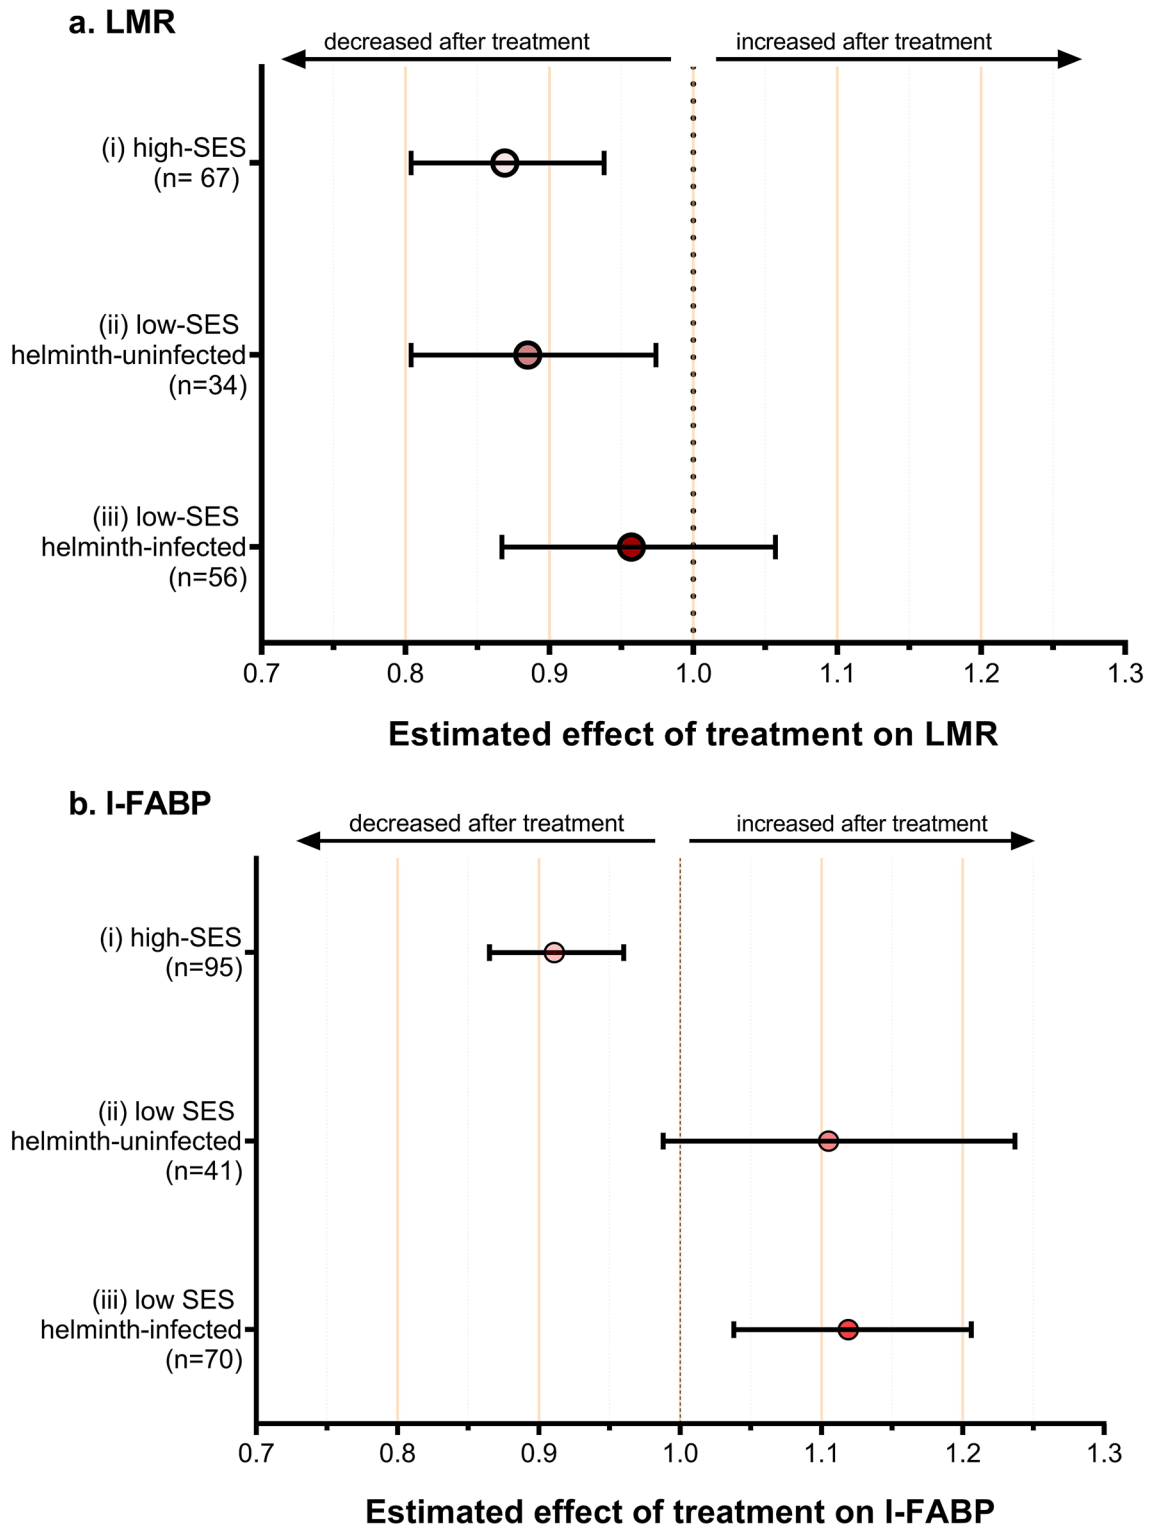 a. LMR
decreased after treatment
increased after treatment
(i) high-SES
(n= 67)
(ii) low-SES
helminth-uninfected
(n=34)
(iii) low-SES
helminth-infected
(n=56)
0.7 0.8 0.9 1.0 1.1 1.2 1.3
Estimated effect of treatment on LMR
b. I-FABP
decreased after treatment
increased after treatment
(i) high-SES
(n=95)
(ii) low SES
helminth-uninfected
(n=41)
(iii) low SES
helminth-infected
(n=70)
0.7 0.8 0.9 1.0 1.1 1.2 1.3
Estimated effect of treatment on I-FABP